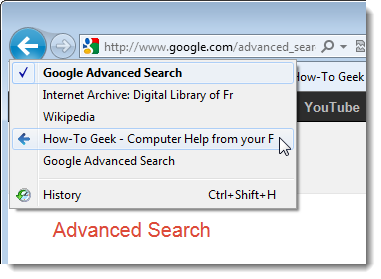 http://www.google.com/advanced_sear
Google Advanced Search
Internet Archive: Digital Library of Fr
How-To Geek
Wikipedia
YouTube
How-To Geek - Computer Help from your F
Google Advanced Search
History Ctrl+Shift+H
Advanced Search